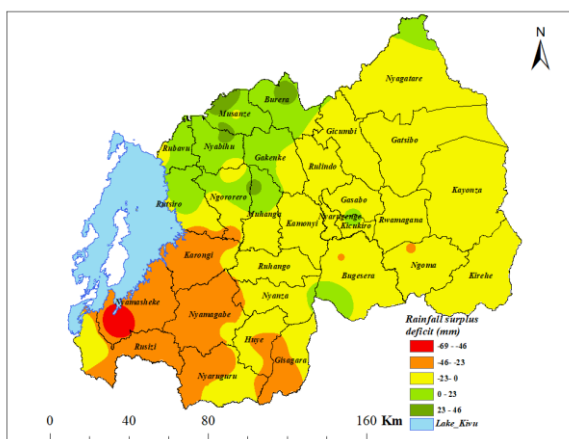 N
Nyagatare
Burera
Musanze
Gicumbi
Gatsibo
Rubavu
Nyabihu
Gakenke
Rulindo
Kayonza
Rutsiro
Ngororero
Gasabo
Muhanga
Nyarugenge
Kicukiro
Rwamagana
Kamonyi
Karongi
Ruhango
Bugesera
Ngoma
Kirehe
Nyamasheke
Nyamagabe
Nyanza
Rusizi
Huye
Gisagara
Nyaruguru
Rainfall surplus
deficit (mm)
-69 - -46
-46- -23
-23- 0
0 - 23
23 - 46
Lake_Kivu
0 40 80 160 Km